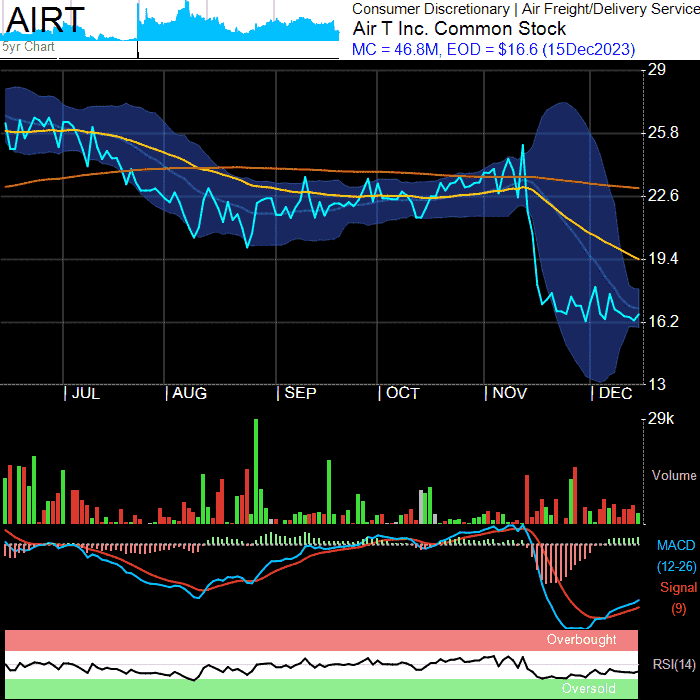 AIRT
5yr Chart
Consumer Discretionary | Air Freight/Delivery Service
Air T Inc. Common Stock
MC = 46.8M, EOD = $16.6 (15Dec2023)
29
25.8
22.6
19.4
16.2
13
| JUL | AUG | SEP | OCT | NOV | DEC
29k
Volume
MACD
(12-26)
Signal
(9)
Overbought
RSI(14)
Oversold